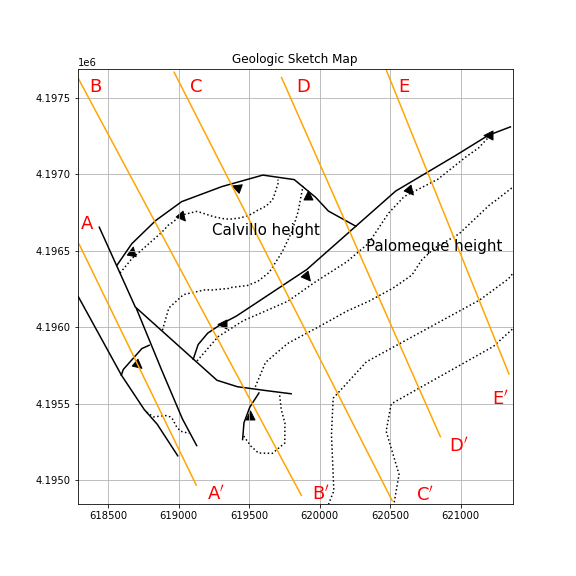 Geologic Sketch Map
1e6
4.1975
4.1970
4.1965
4.1960
4.1955
4.1950
B
C
D
E
A
Calvillo height
Palomeque height
E′
D′
A′
B′
C′
618500
619000
619500
620000
620500
621000